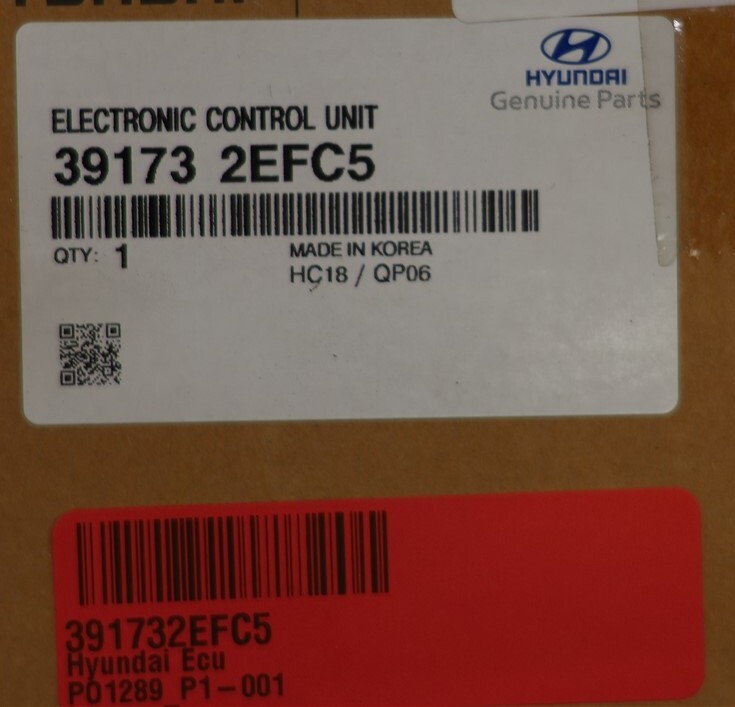 HYUNDAI
Genuine Parts
ELECTRONIC CONTROL UNIT
39173 2EFC5
QTY: 1
MADE IN KOREA
HC18 / QP06
391732EFC5
Hyundai Ecu
PO1289_P1-001